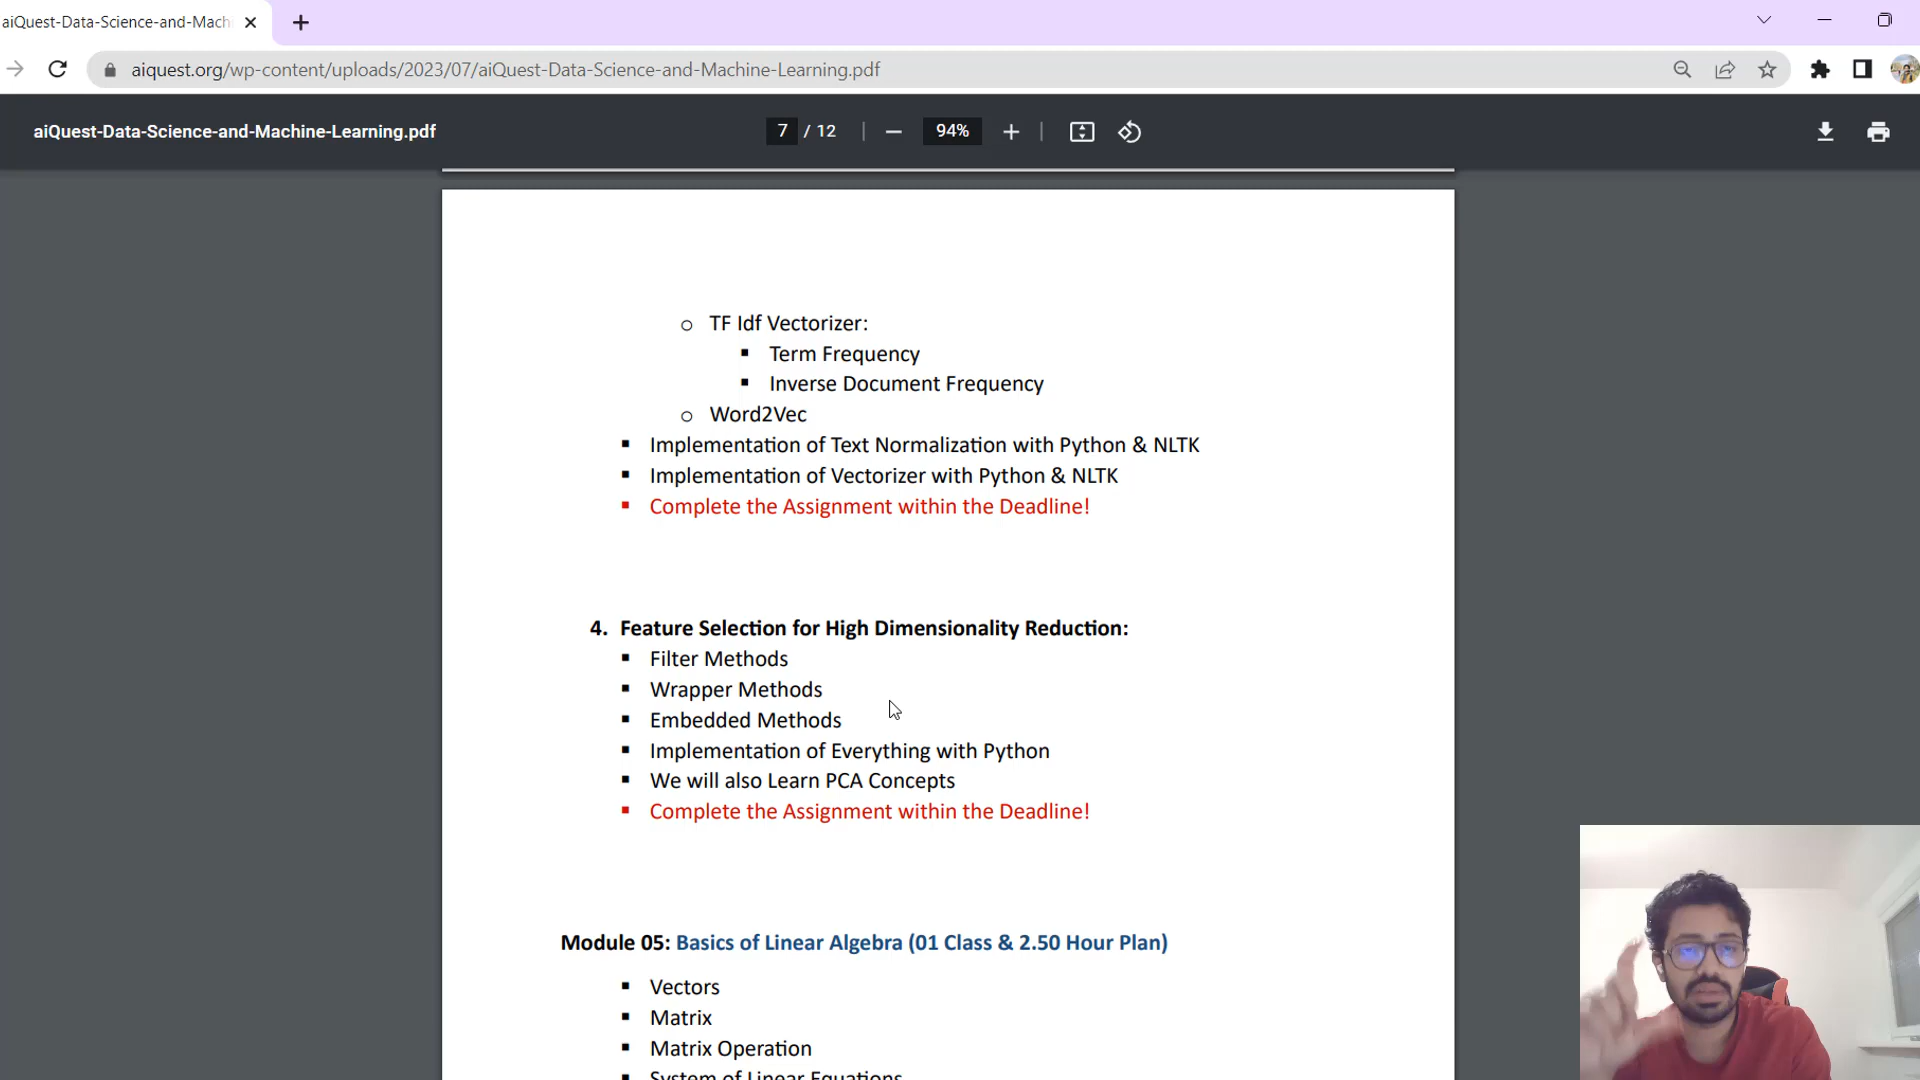 aiQuest-Data-Science-and-Mach
aiquest.org/wp-content/uploads/2023/07/aiQuest-Data-Science-and-Machine-Learning.pdf
aiQuest-Data-Science-and-Machine-Learning.pdf
7 / 12
94%
TF Idf Vectorizer:
Term Frequency
Inverse Document Frequency
Word2Vec
Implementation of Text Normalization with Python & NLTK
Implementation of Vectorizer with Python & NLTK
Complete the Assignment within the Deadline!
4. Feature Selection for High Dimensionality Reduction:
Filter Methods
Wrapper Methods
Embedded Methods
Implementation of Everything with Python
We will also Learn PCA Concepts
Complete the Assignment within the Deadline!
Module 05: Basics of Linear Algebra (01 Class & 2.50 Hour Plan)
Vectors
Matrix
Matrix Operation
System of Linear Equations